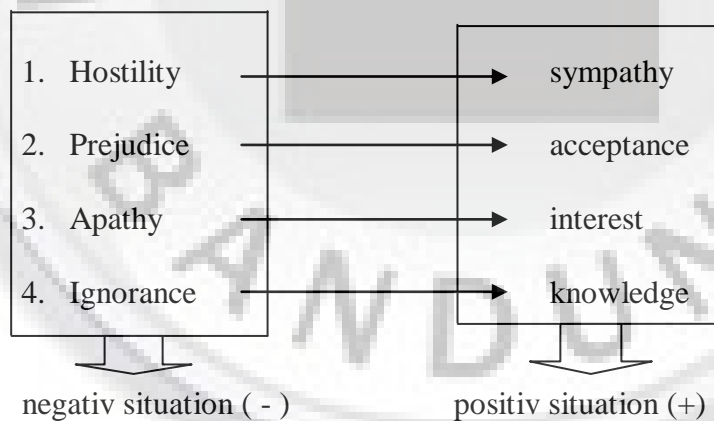 1. Hostility sympathy
2. Prejudice acceptance
3. Apathy interest
4. Ignorance knowledge
negativ situation ( - ) positiv situation (+)
B A N D U N